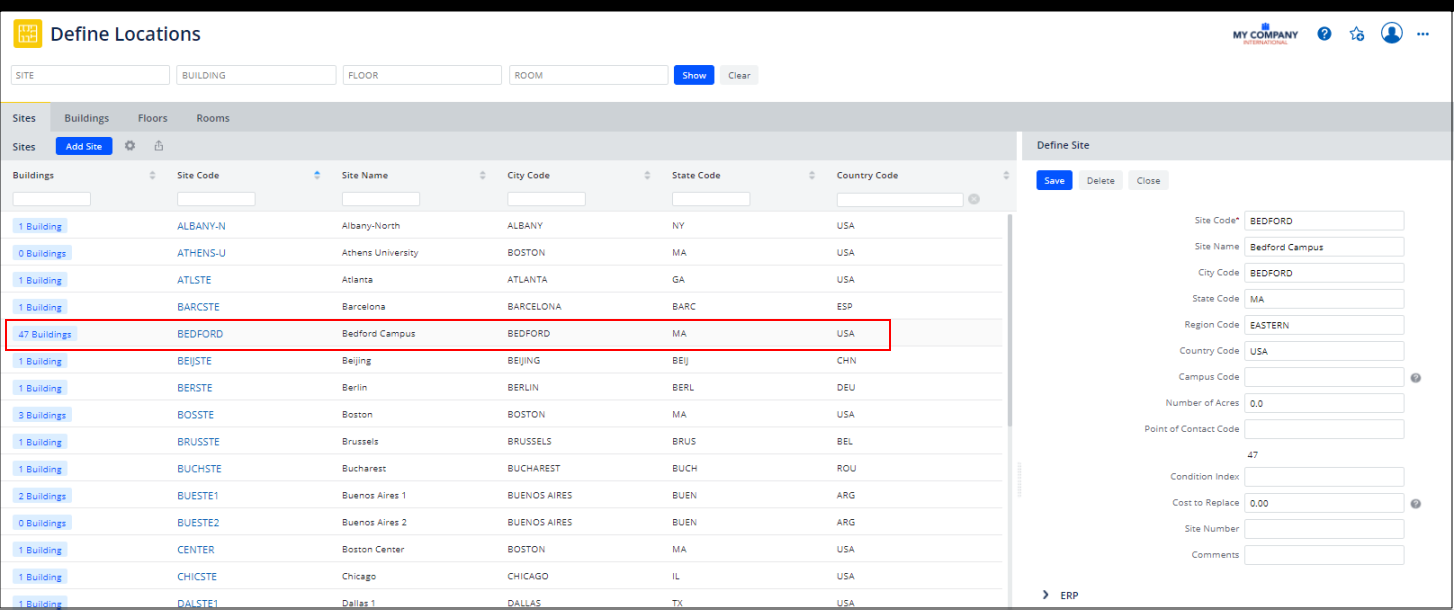 Define Locations
MY COMPANY
INTERNATIONAL
SITE BUILDING FLOOR ROOM Show Clear
Sites Buildings Floors Rooms
Sites Add Site
Buildings Site Code Site Name City Code State Code Country Code
1 Building ALBANY-N Albany-North ALBANY NY USA
0 Buildings ATHENS-U Athens University BOSTON MA USA
1 Building ATLSTE Atlanta ATLANTA GA USA
1 Building BARCSTE Barcelona BARCELONA BARC ESP
47 Buildings BEDFORD Bedford Campus BEDFORD MA USA
1 Building BEIJSTE Beijing BEIJING BEIJ CHN
1 Building BERSTE Berlin BERLIN BERL DEU
3 Buildings BOSSTE Boston BOSTON MA USA
1 Building BRUSSTE Brussels BRUSSELS BRUS BEL
1 Building BUCHSTE Bucharest BUCHAREST BUCH ROU
2 Buildings BUESTE1 Buenos Aires 1 BUENOS AIRES BUEN ARG
0 Buildings BUESTE2 Buenos Aires 2 BUENOS AIRES BUEN ARG
1 Building CENTER Boston Center BOSTON MA USA
1 Building CHICSTE Chicago CHICAGO IL USA
1 Building DALSTE1 Dallas 1 DALLAS TX USA
Define Site
Save Delete Close
Site Code* BEDFORD
Site Name Bedford Campus
City Code BEDFORD
State Code MA
Region Code EASTERN
Country Code USA
Campus Code
Number of Acres 0.0
Point of Contact Code
47
Condition Index
Cost to Replace 0.00
Site Number
Comments
ERP